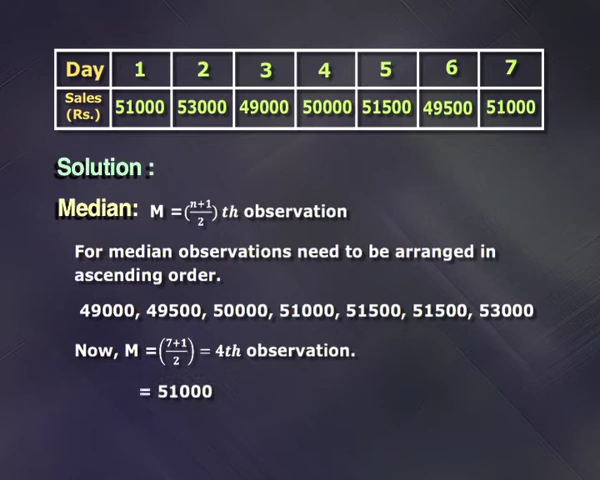 Day 1 2 3 4 5 6 7
Sales (Rs.) 51000 53000 49000 50000 51500 49500 51000
Solution :
Median: M =(n+1/2) th observation
For median observations need to be arranged in
ascending order.
49000, 49500, 50000, 51000, 51500, 51500, 53000
Now, M =(7+1/2) = 4th observation.
= 51000